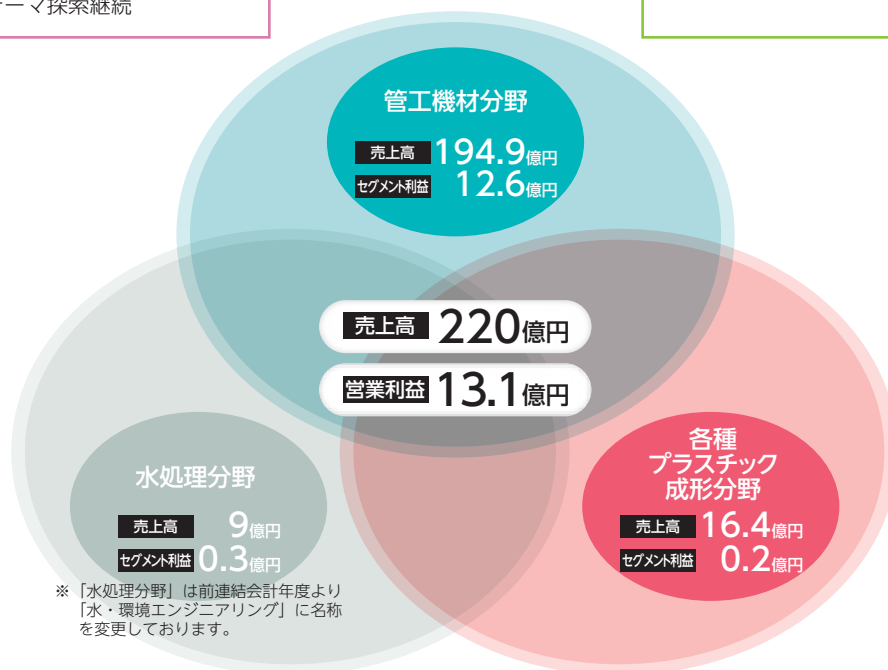 ーマ探索継続
管工機材分野
売上高 194.9億円
セグメント利益 12.6億円
売上高 220億円
営業利益 13.1億円
水処理分野
売上高 9億円
セグメント利益 0.3億円
※「水処理分野」は前連結会計年度より
「水・環境エンジニアリング」に名称
を変更しております。
各種
プラスチック
成形分野
売上高 16.4億円
セグメント利益 0.2億円